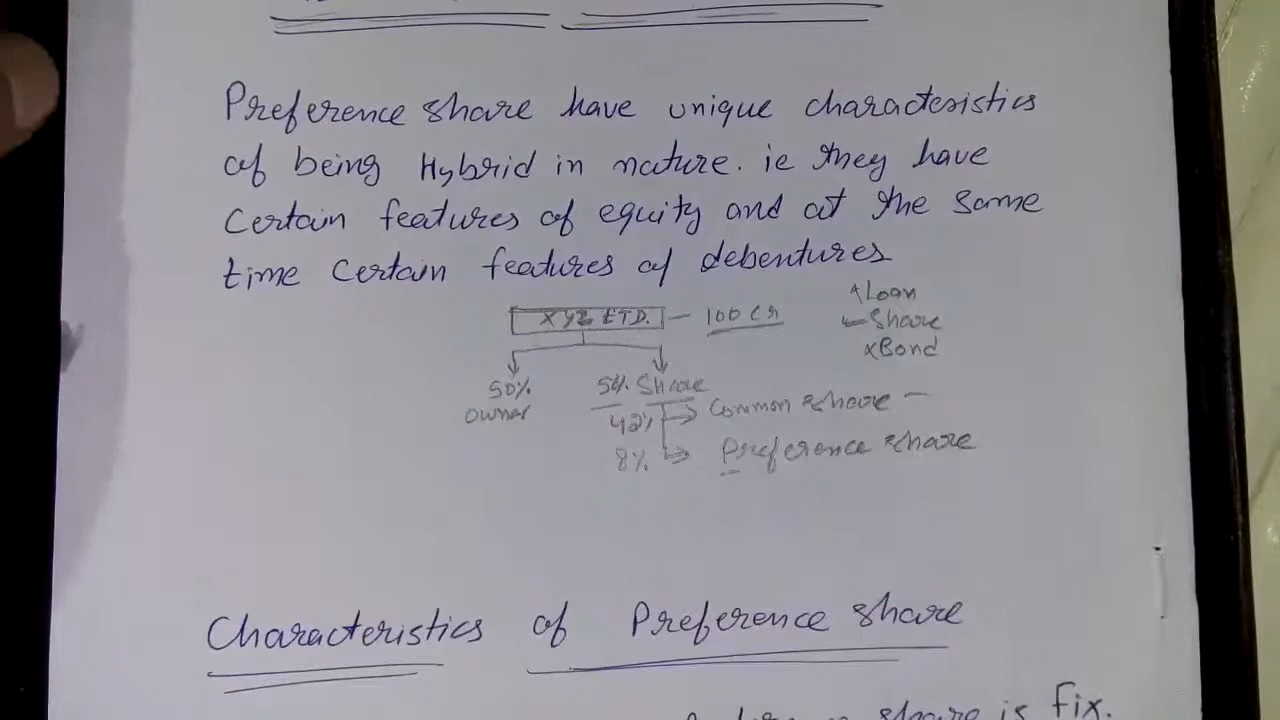 Preference share have unique characteristics
of being Hybrid in nature. ie they have
Certain features of equity and at the same
time Certain features of debentures
Loan
XYZ LTD. — 100 Cr
Share
xBond
50% 50% Share
owner
42% Common share —
8% Preference share
Characteristics of Preference share
share is fix.